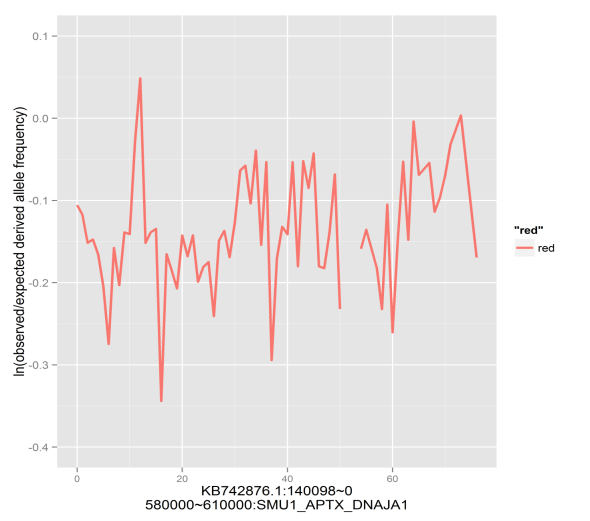 0.1
0.0
-0.1
-0.2
-0.3
-0.4
ln(observed/expected derived allele frequency)
0 20 40 60
KB742876.1:140098~0
580000~610000:SMU1_APTX_DNAJA1
"red"
red